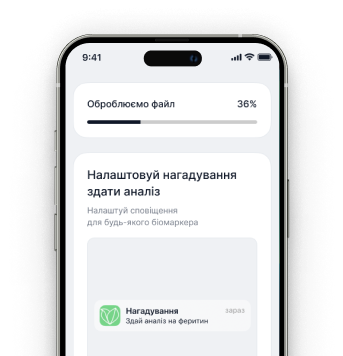 9:41
Оброблюємо файл 36%
Налаштовуй нагадування
здати аналіз
Налаштуй сповіщення
для будь-якого біомаркера
Нагадування зараз
Здай аналіз на феритин